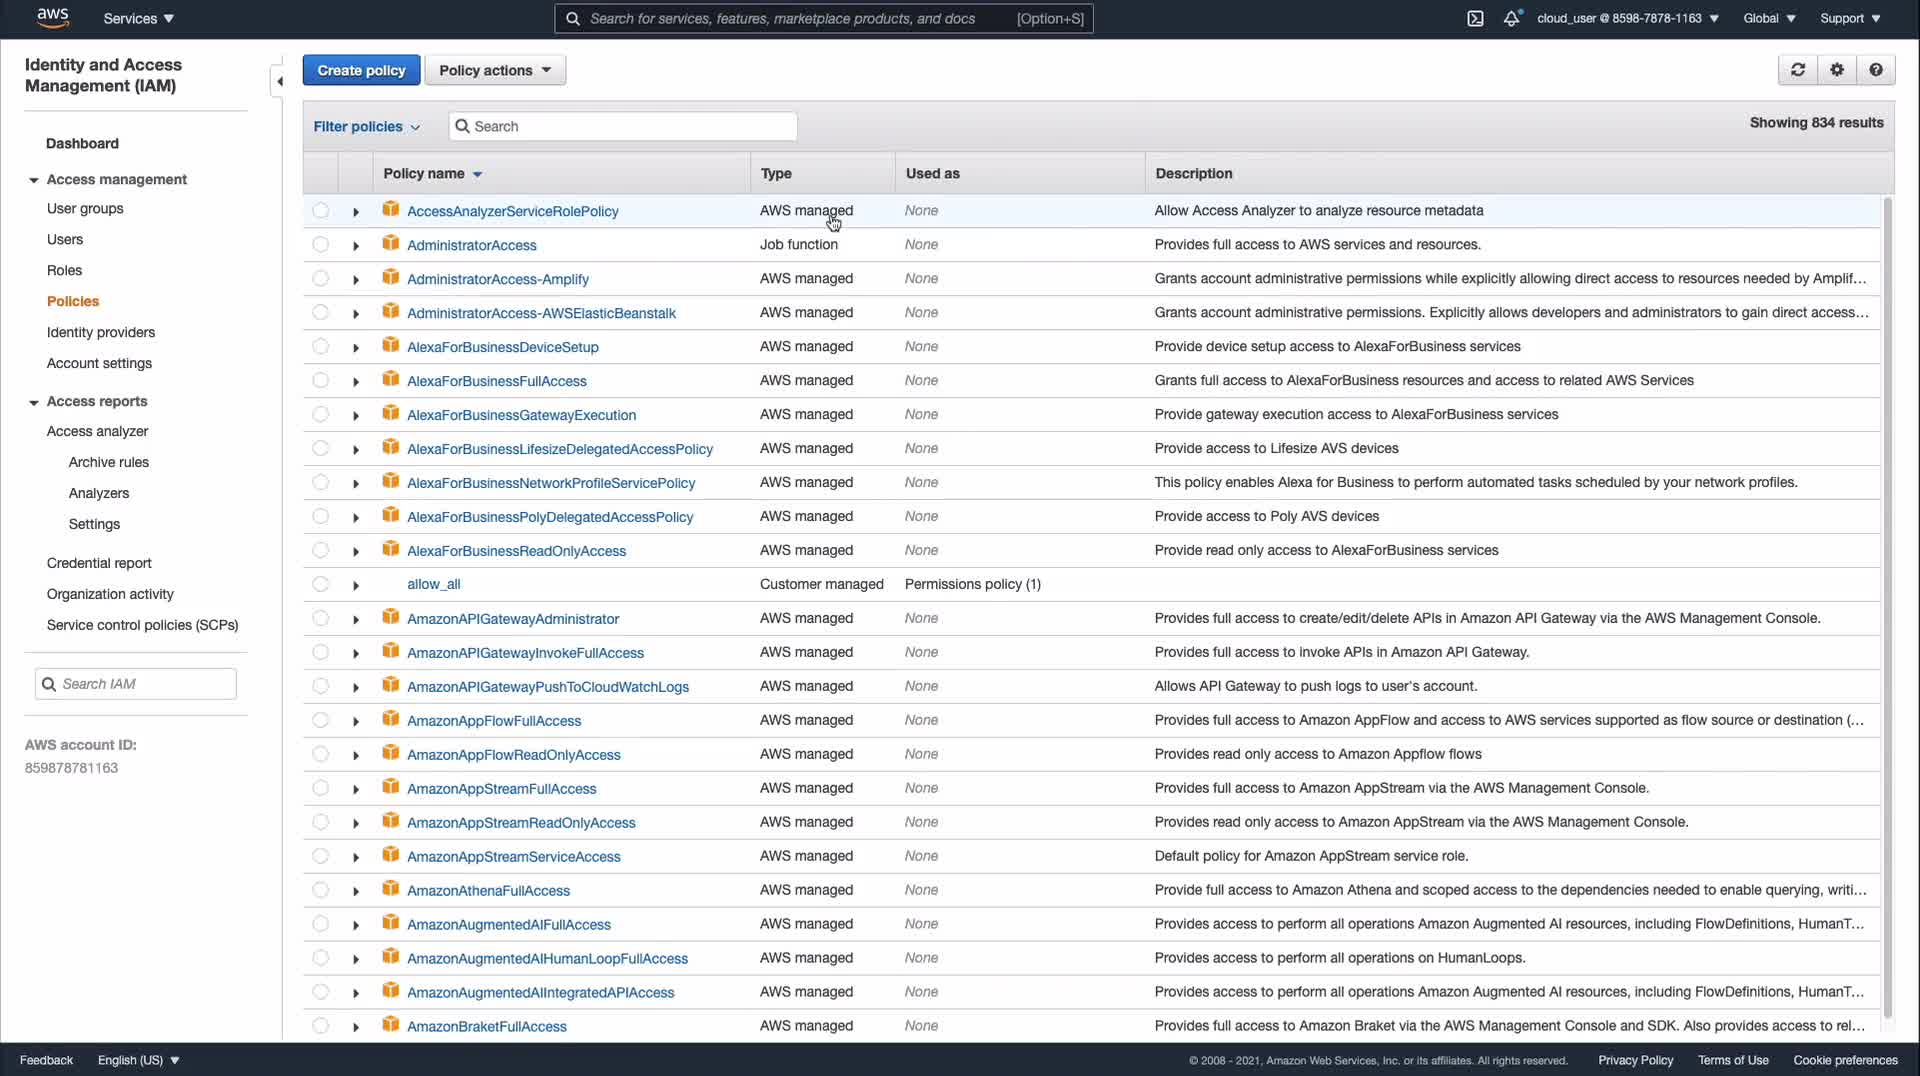 aws Services Search for services, features, marketplace products, and docs [Option+S] cloud_user @ 8598-7878-1163 Global Support
Identity and Access
Management (IAM)
Dashboard
Access management
User groups
Users
Roles
Policies
Identity providers
Account settings
Access reports
Access analyzer
Archive rules
Analyzers
Settings
Credential report
Organization activity
Service control policies (SCPs)
Search IAM
AWS account ID:
859878781163
Create policy Policy actions
Filter policies Search Showing 834 results
Policy name Type Used as Description
AccessAnalyzerServiceRolePolicy AWS managed None Allow Access Analyzer to analyze resource metadata
AdministratorAccess Job function None Provides full access to AWS services and resources.
AdministratorAccess-Amplify AWS managed None Grants account administrative permissions while explicitly allowing direct access to resources needed by Amplif...
AdministratorAccess-AWSElasticBeanstalk AWS managed None Grants account administrative permissions. Explicitly allows developers and administrators to gain direct access...
AlexaForBusinessDeviceSetup AWS managed None Provide device setup access to AlexaForBusiness services
AlexaForBusinessFullAccess AWS managed None Grants full access to AlexaForBusiness resources and access to related AWS Services
AlexaForBusinessGatewayExecution AWS managed None Provide gateway execution access to AlexaForBusiness services
AlexaForBusinessLifesizeDelegatedAccessPolicy AWS managed None Provide access to Lifesize AVS devices
AlexaForBusinessNetworkProfileServicePolicy AWS managed None This policy enables Alexa for Business to perform automated tasks scheduled by your network profiles.
AlexaForBusinessPolyDelegatedAccessPolicy AWS managed None Provide access to Poly AVS devices
AlexaForBusinessReadOnlyAccess AWS managed None Provide read only access to AlexaForBusiness services
allow_all Customer managed Permissions policy (1)
AmazonAPIGatewayAdministrator AWS managed None Provides full access to create/edit/delete APIs in Amazon API Gateway via the AWS Management Console.
AmazonAPIGatewayInvokeFullAccess AWS managed None Provides full access to invoke APIs in Amazon API Gateway.
AmazonAPIGatewayPushToCloudWatchLogs AWS managed None Allows API Gateway to push logs to user's account.
AmazonAppFlowFullAccess AWS managed None Provides full access to Amazon AppFlow and access to AWS services supported as flow source or destination (...
AmazonAppFlowReadOnlyAccess AWS managed None Provides read only access to Amazon Appflow flows
AmazonAppStreamFullAccess AWS managed None Provides full access to Amazon AppStream via the AWS Management Console.
AmazonAppStreamReadOnlyAccess AWS managed None Provides read only access to Amazon AppStream via the AWS Management Console.
AmazonAppStreamServiceAccess AWS managed None Default policy for Amazon AppStream service role.
AmazonAthenaFullAccess AWS managed None Provide full access to Amazon Athena and scoped access to the dependencies needed to enable querying, writi...
AmazonAugmentedAIFullAccess AWS managed None Provides access to perform all operations Amazon Augmented AI resources, including FlowDefinitions, HumanT...
AmazonAugmentedAIHumanLoopFullAccess AWS managed None Provides access to perform all operations on HumanLoops.
AmazonAugmentedAIIntegratedAPIAccess AWS managed None Provides access to perform all operations Amazon Augmented AI resources, including FlowDefinitions, HumanT...
AmazonBraketFullAccess AWS managed None Provides full access to Amazon Braket via the AWS Management Console and SDK. Also provides access to rel...
Feedback English (US) © 2008 - 2021, Amazon Web Services, Inc. or its affiliates. All rights reserved. Privacy Policy Terms of Use Cookie preferences